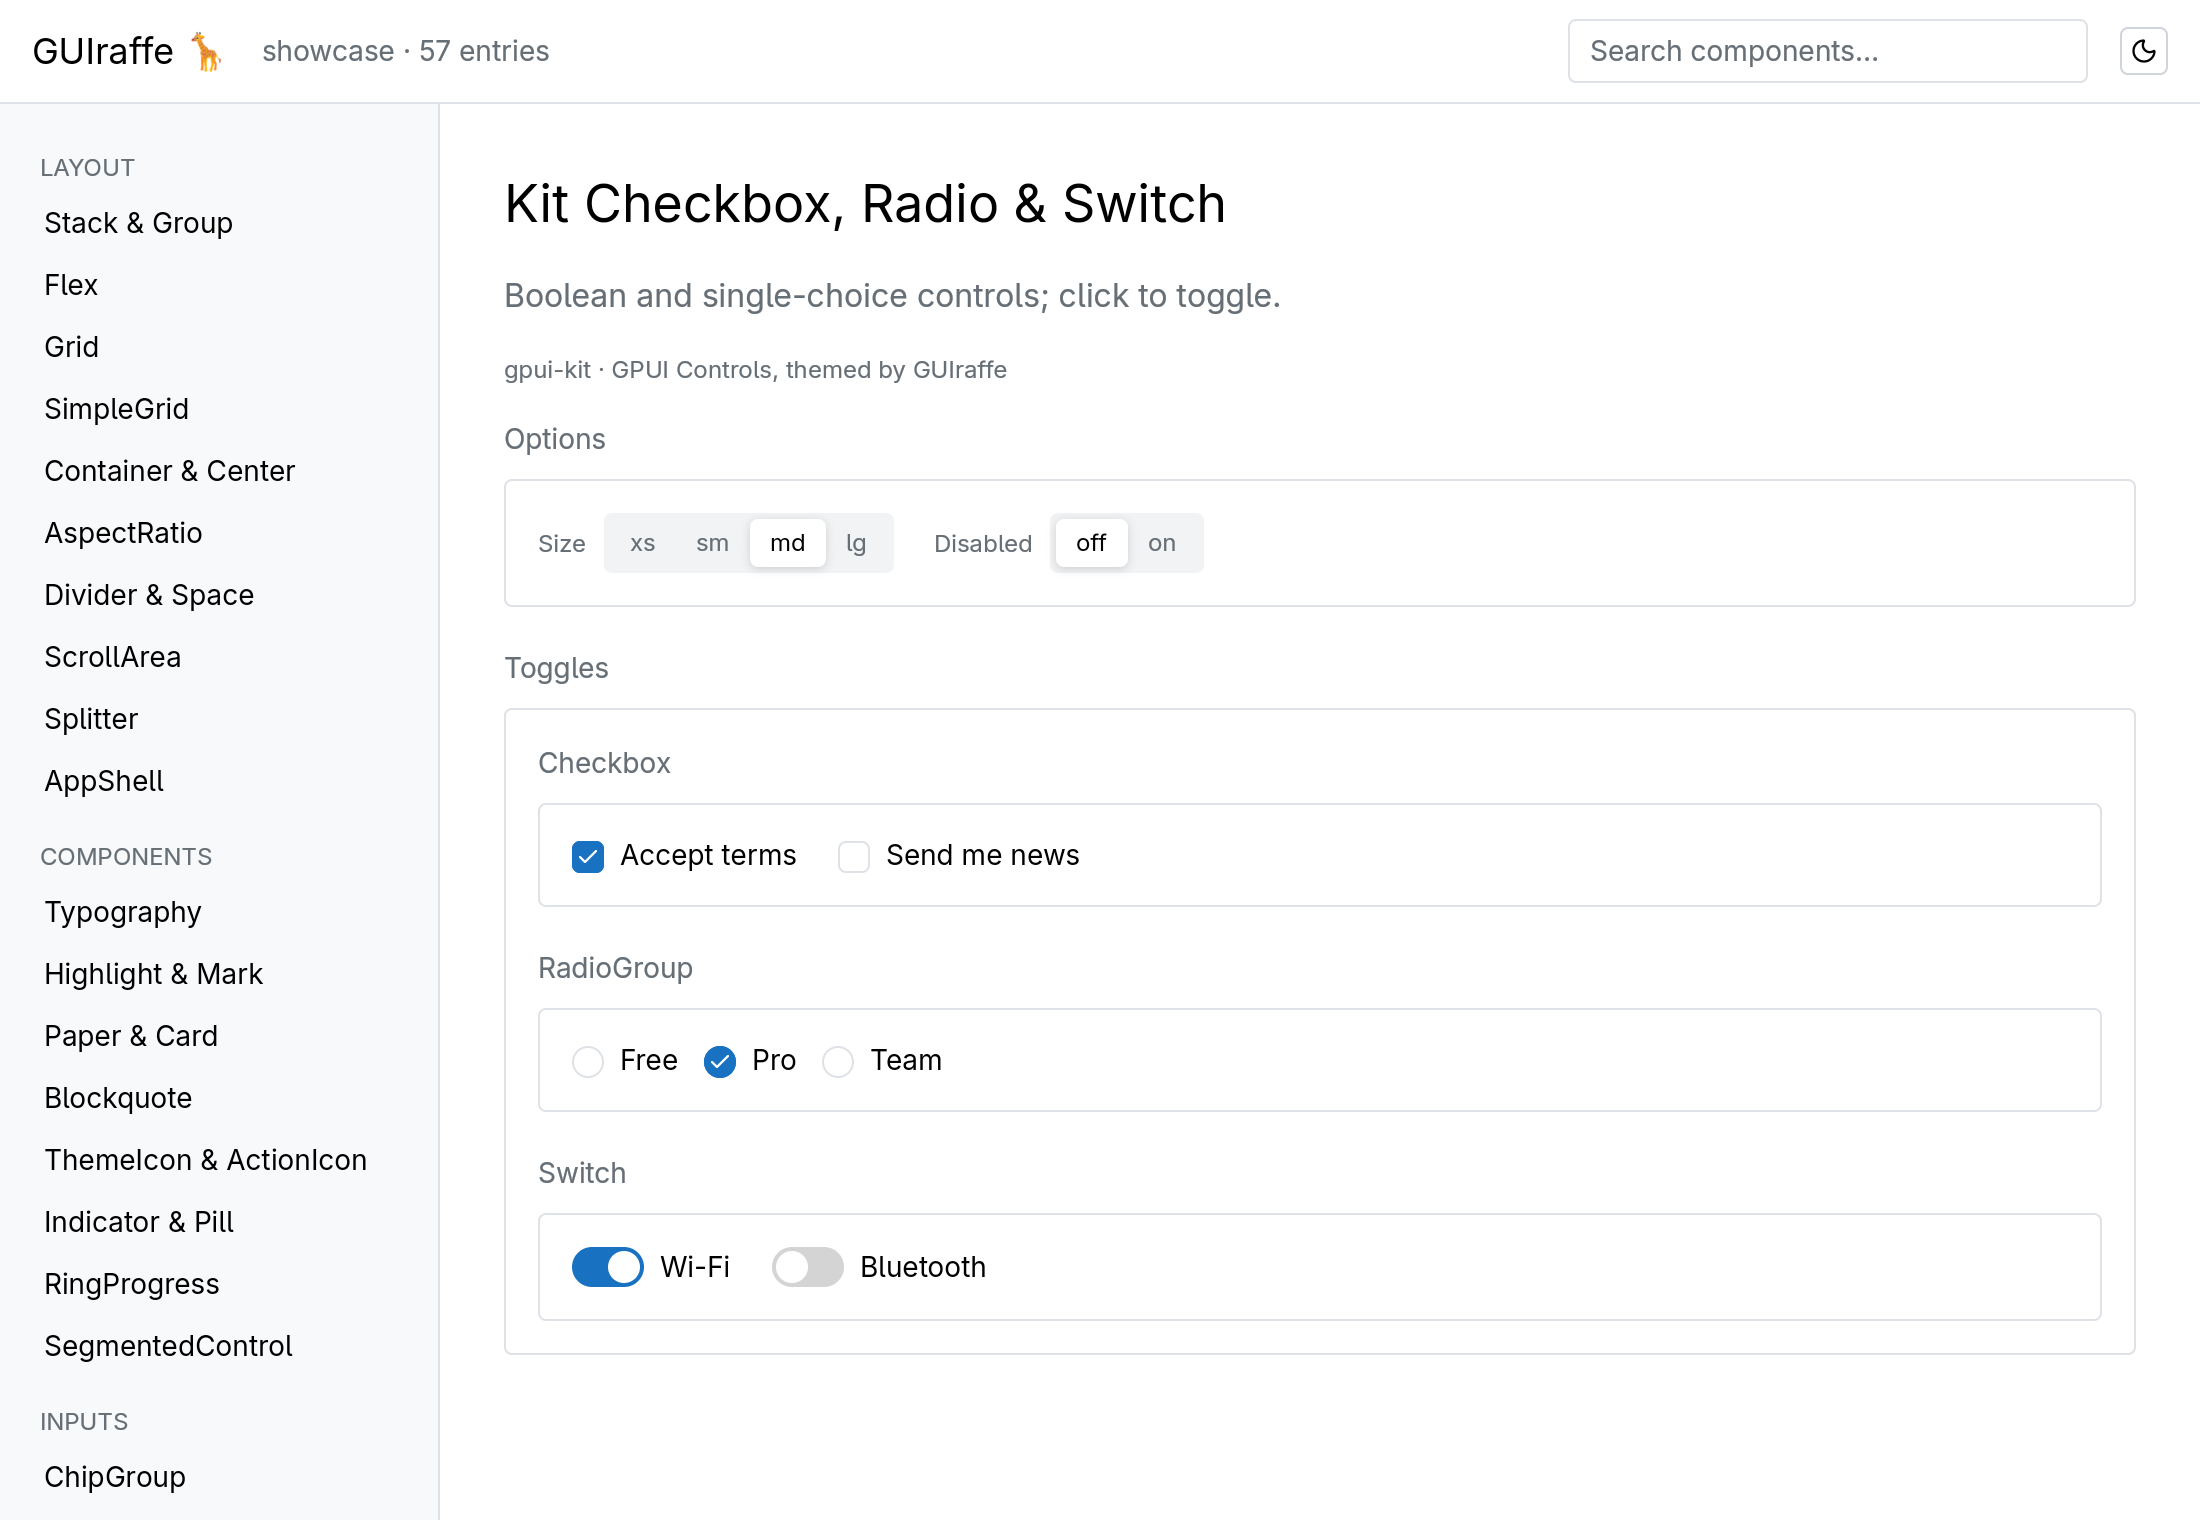 GUIraffe 🦒 showcase · 57 entries
Search components...
LAYOUT
Stack & Group
Flex
Grid
SimpleGrid
Container & Center
AspectRatio
Divider & Space
ScrollArea
Splitter
AppShell
COMPONENTS
Typography
Highlight & Mark
Paper & Card
Blockquote
ThemeIcon & ActionIcon
Indicator & Pill
RingProgress
SegmentedControl
INPUTS
ChipGroup
Kit Checkbox, Radio & Switch
Boolean and single-choice controls; click to toggle.
gpui-kit · GPUI Controls, themed by GUIraffe
Options
Size xs sm md lg Disabled off on
Toggles
Checkbox
Accept terms Send me news
RadioGroup
Free Pro Team
Switch
Wi-Fi Bluetooth